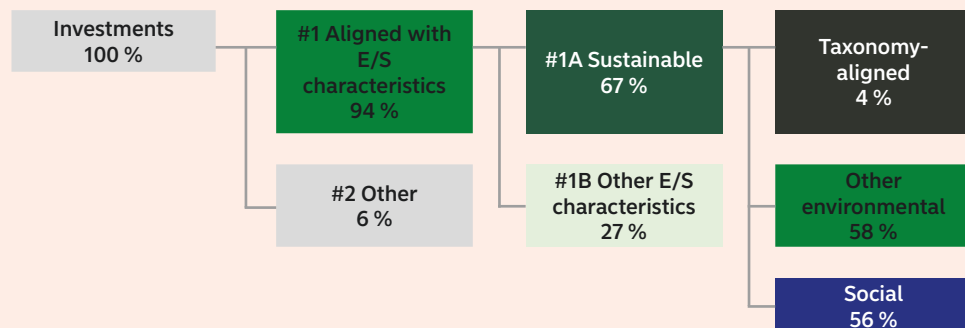 Investments
100 %
#1 Aligned with
E/S
characteristics
94 %
#1A Sustainable
67 %
Taxonomy-
aligned
4 %
#2 Other
6 %
#1B Other E/S
characteristics
27 %
Other
environmental
58 %
Social
56 %